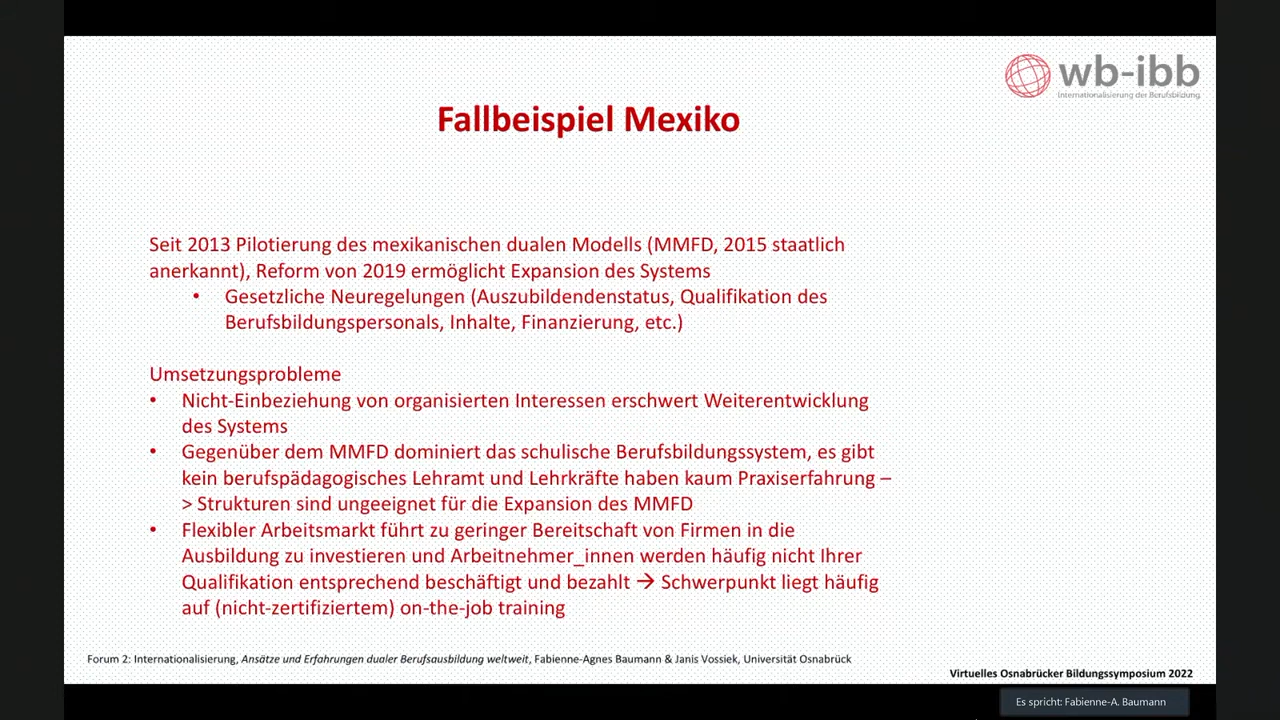 wb-ibb
Internationalisierung der Berufsbildung
Fallbeispiel Mexiko
Seit 2013 Pilotierung des mexikanischen dualen Modells (MMFD, 2015 staatlich
anerkannt), Reform von 2019 ermöglicht Expansion des Systems
• Gesetzliche Neuregelungen (Auszubildendenstatus, Qualifikation des
Berufsbildungspersonals, Inhalte, Finanzierung, etc.)
Umsetzungsprobleme
• Nicht-Einbeziehung von organisierten Interessen erschwert Weiterentwicklung
des Systems
• Gegenüber dem MMFD dominiert das schulische Berufsbildungssystem, es gibt
kein berufspädagogisches Lehramt und Lehrkräfte haben kaum Praxiserfahrung –
> Strukturen sind ungeeignet für die Expansion des MMFD
• Flexibler Arbeitsmarkt führt zu geringer Bereitschaft von Firmen in die
Ausbildung zu investieren und Arbeitnehmer_innen werden häufig nicht Ihrer
Qualifikation entsprechend beschäftigt und bezahlt → Schwerpunkt liegt häufig
auf (nicht-zertifiziertem) on-the-job training
Forum 2: Internationalisierung, Ansätze und Erfahrungen dualer Berufsausbildung weltweit, Fabienne-Agnes Baumann & Janis Vossiek, Universität Osnabrück
Virtuelles Osnabrücker Bildungssymposium 2022
Es spricht: Fabienne-A. Baumann